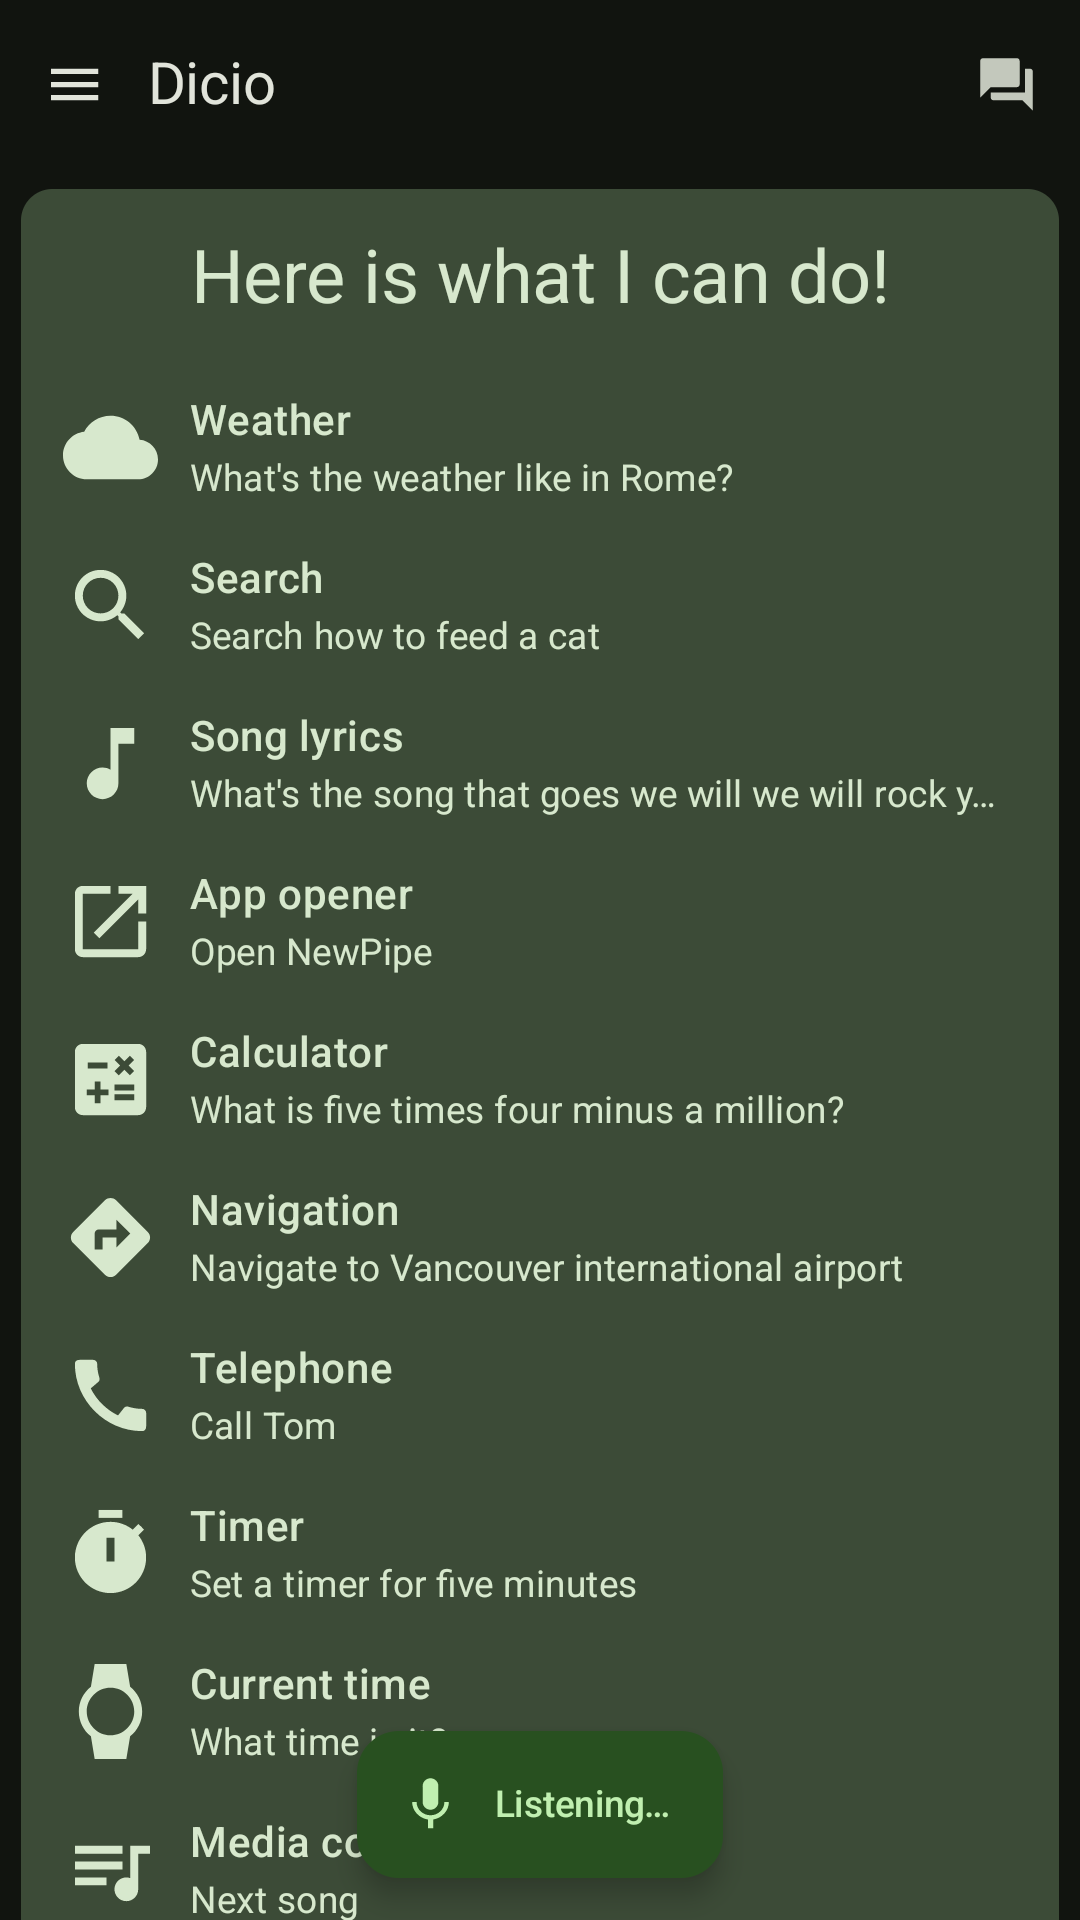 Dicio
Here is what I can do!
Weather
What's the weather like in Rome?
Search
Search how to feed a cat
Song lyrics
What's the song that goes we will we will rock y...
App opener
Open NewPipe
Calculator
What is five times four minus a million?
Navigation
Navigate to Vancouver international airport
Telephone
Call Tom
Timer
Set a timer for five minutes
Current time
What time
Listening...
Media
Next song